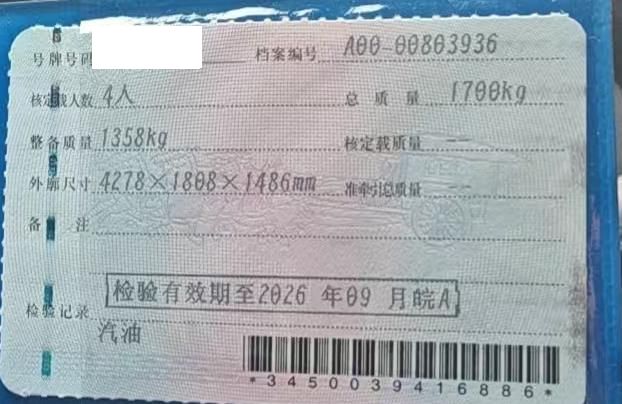 号牌号码 档案编号 A00-00803936
核定载人数 4人 总质量 1700kg
整备质量 1358kg 核定载质量 --
外廓尺寸 4278×1808×1486mm 准牵引总质量 --
备注
检验记录 检验有效期至2026年09月皖A
汽油
*3450039416886*